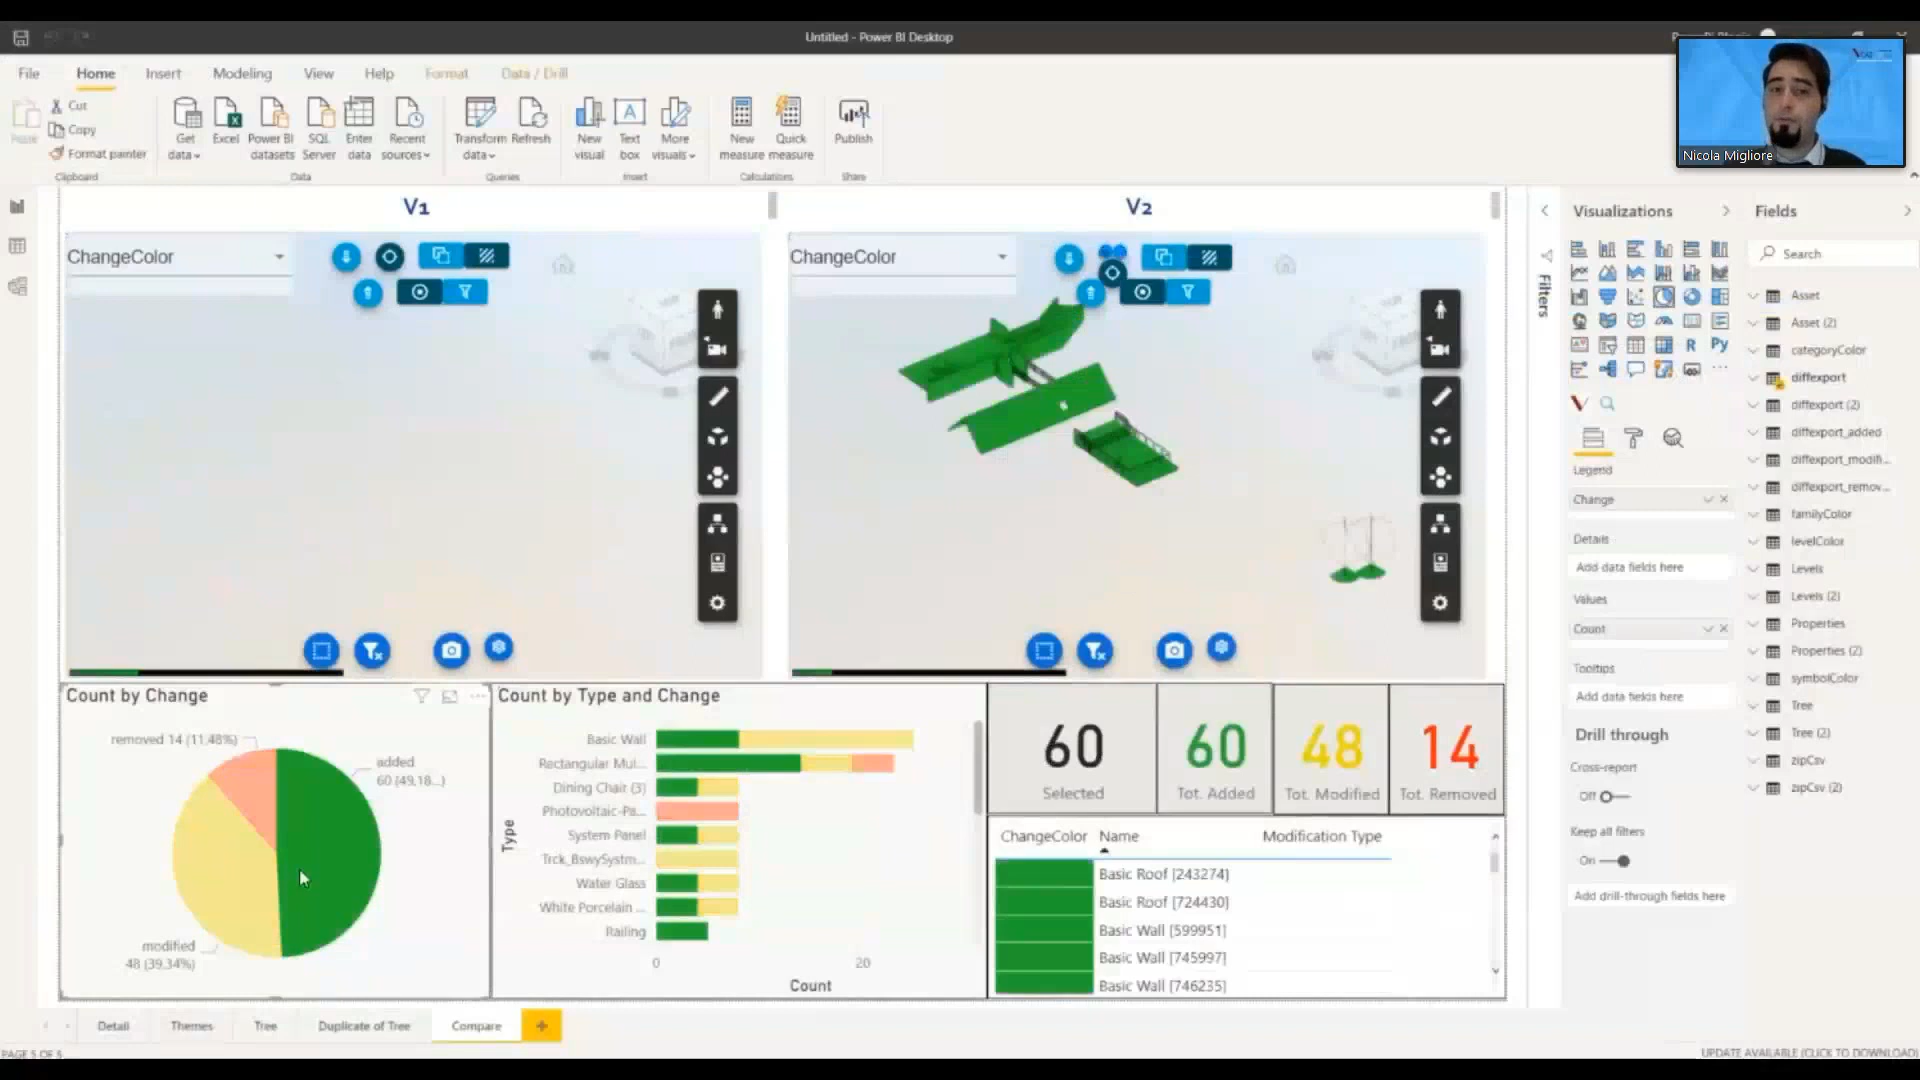 Untitled - Power BI Desktop
File Home Insert Modeling View Help Format Data / Drill
Cut
Copy
Format painter
Clipboard
Get data
Excel
Power BI datasets
SQL Server
Enter data
Recent sources
Data
Transform data
Refresh
Queries
New visual
Text box
More visuals
Insert
New measure
Quick measure
Calculations
Publish
Share
Nicola Migliore
V1
V2
ChangeColor
ChangeColor
Count by Change
removed 14 (11,48%)
added
60 (49,18...)
modified
48 (39,34%)
Count by Type and Change
Type
Basic Wall
Rectangular Mul...
Dining Chair (3)
Photovoltaic-Pa...
System Panel
Trck_BswySystm...
Water Glass
White Porcelain ...
Railing
0 20
Count
60
Selected
60
Tot. Added
48
Tot. Modified
14
Tot. Removed
ChangeColor Name Modification Type
Basic Roof [243274]
Basic Roof [724430]
Basic Wall [599951]
Basic Wall [745997]
Basic Wall [746235]
Filters
Visualizations
R Py
Legend
Change
Details
Add data fields here
Values
Count
Tooltips
Add data fields here
Drill through
Cross-report
Off
Keep all filters
On
Add drill-through fields here
Fields
Search
Asset
Asset (2)
categoryColor
diffexport
diffexport (2)
diffexport_added
diffexport_modifi...
diffexport_remov...
familyColor
levelColor
Levels
Levels (2)
Properties
Properties (2)
symbolColor
Tree
Tree (2)
zipCsv
zipCsv (2)
Detail Themes Tree Duplicate of Tree Compare +
PAGE 5 OF 5
UPDATE AVAILABLE (CLICK TO DOWNLOAD)